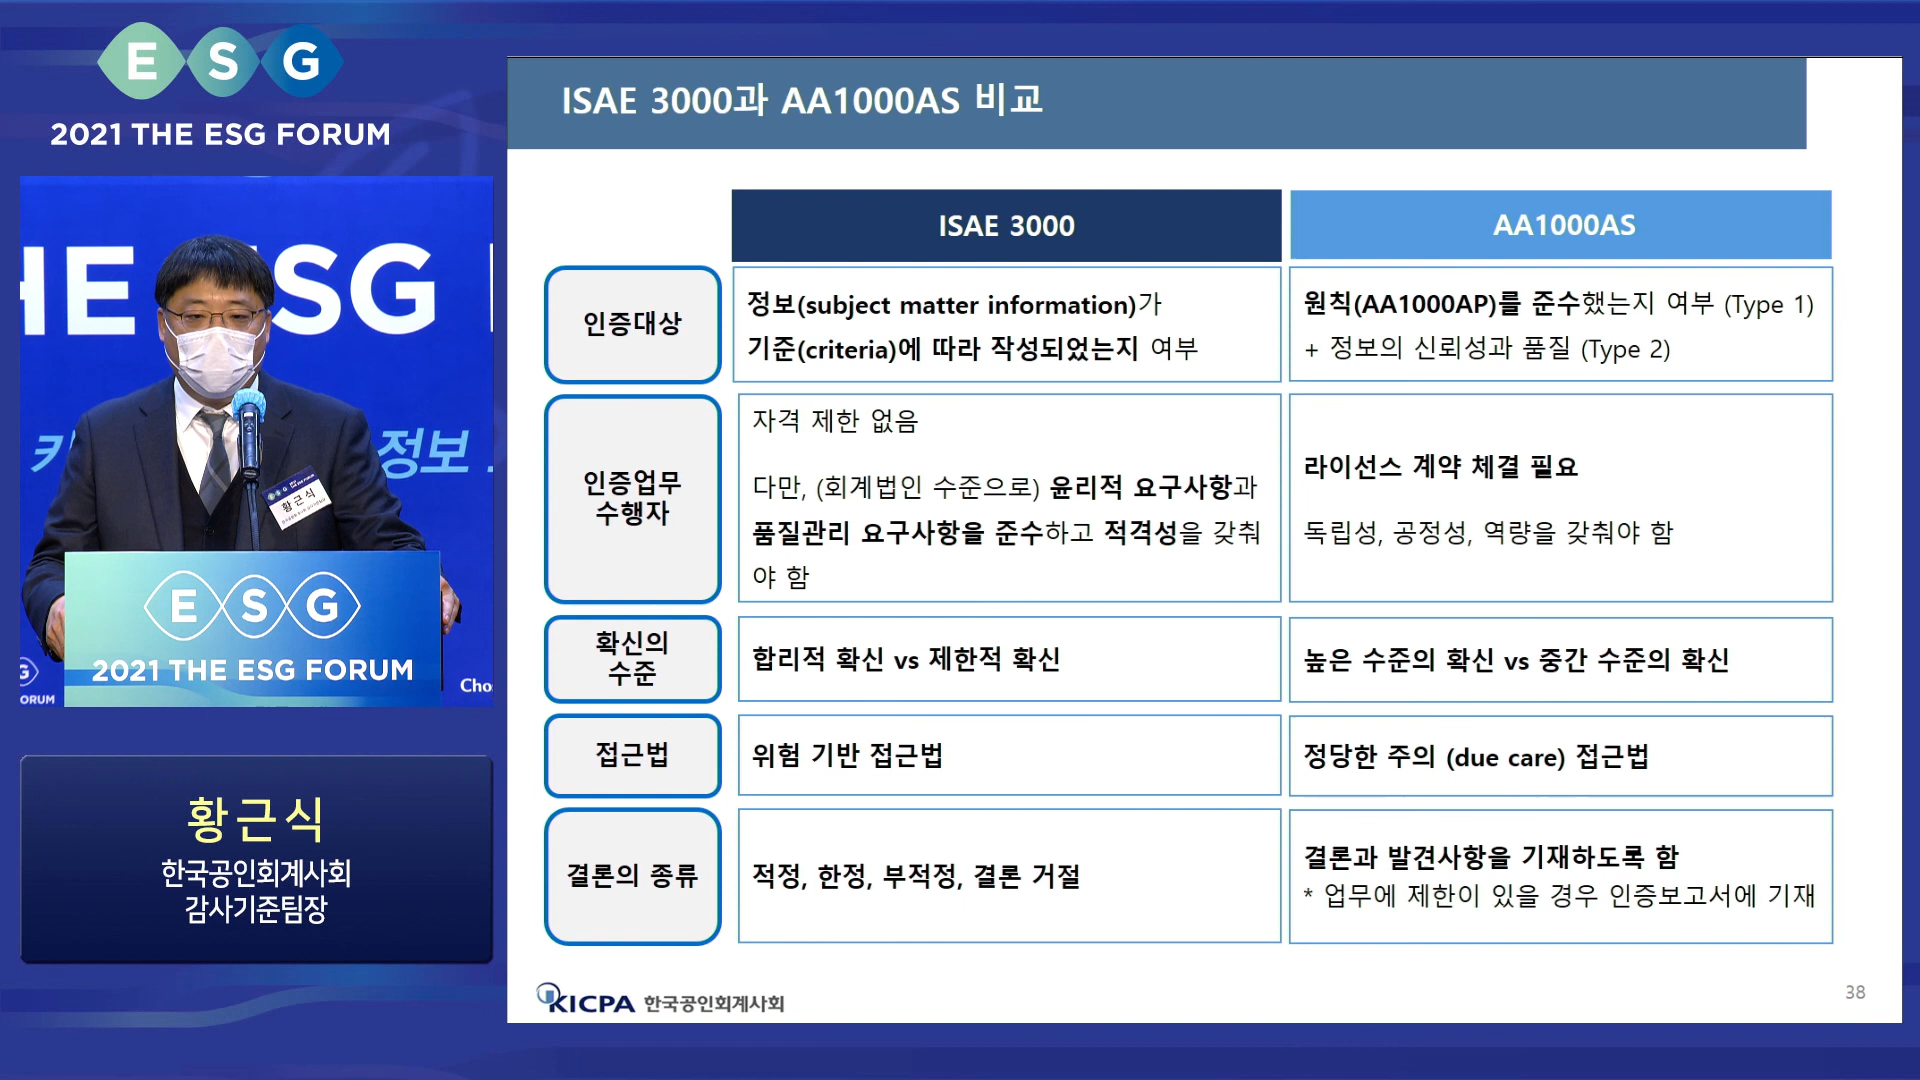 E S G
2021 THE ESG FORUM
HE ESG
정보
황근식
E S G
2021 THE ESG FORUM
G
ORUM
Cho
황근식
한국공인회계사회
감사기준팀장
ISAE 3000과 AA1000AS 비교
ISAE 3000
AA1000AS
인증대상
정보(subject matter information)가
기준(criteria)에 따라 작성되었는지 여부
원칙(AA1000AP)를 준수했는지 여부 (Type 1)
+ 정보의 신뢰성과 품질 (Type 2)
인증업무
수행자
자격 제한 없음
다만, (회계법인 수준으로) 윤리적 요구사항과
품질관리 요구사항을 준수하고 적격성을 갖춰
야 함
라이선스 계약 체결 필요
독립성, 공정성, 역량을 갖춰야 함
확신의
수준
합리적 확신 vs 제한적 확신
높은 수준의 확신 vs 중간 수준의 확신
접근법
위험 기반 접근법
정당한 주의 (due care) 접근법
결론의 종류
적정, 한정, 부적정, 결론 거절
결론과 발견사항을 기재하도록 함
* 업무에 제한이 있을 경우 인증보고서에 기재
KICPA 한국공인회계사회
38